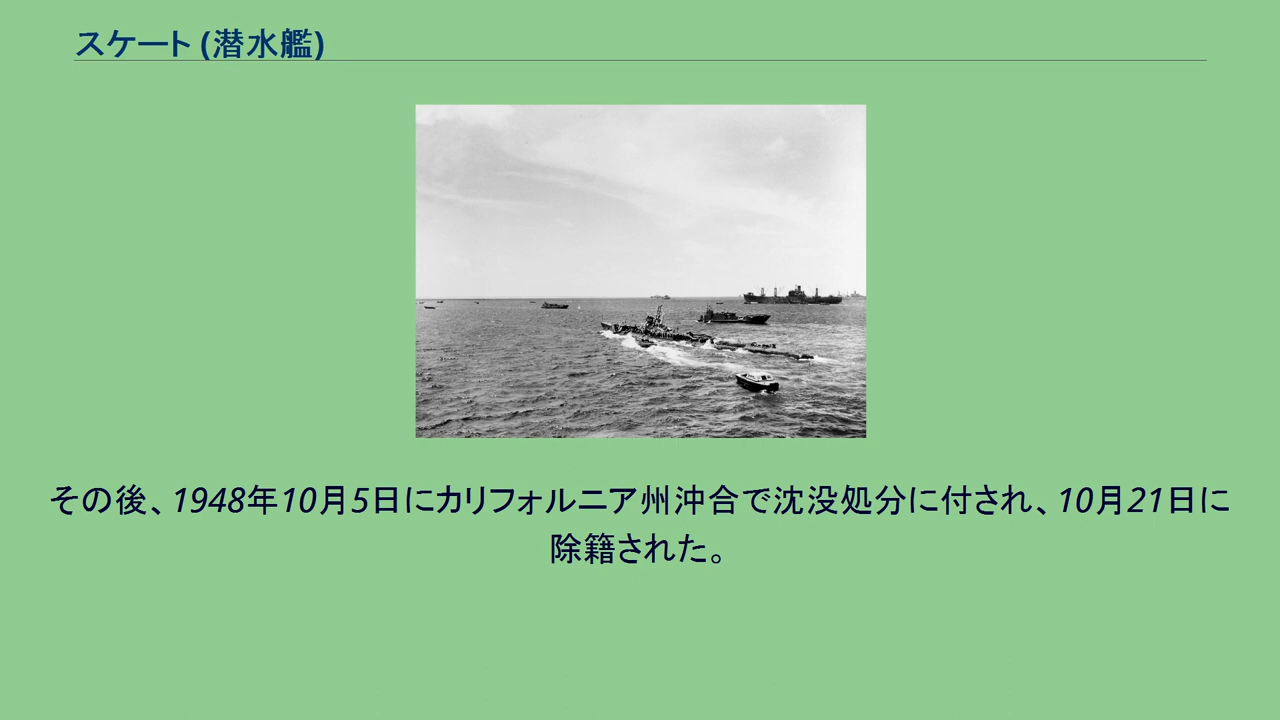 スケート (潜水艦)
その後、1948年10月5日にカリフォルニア州沖合で沈没処分に付され、10月21日に
除籍された。